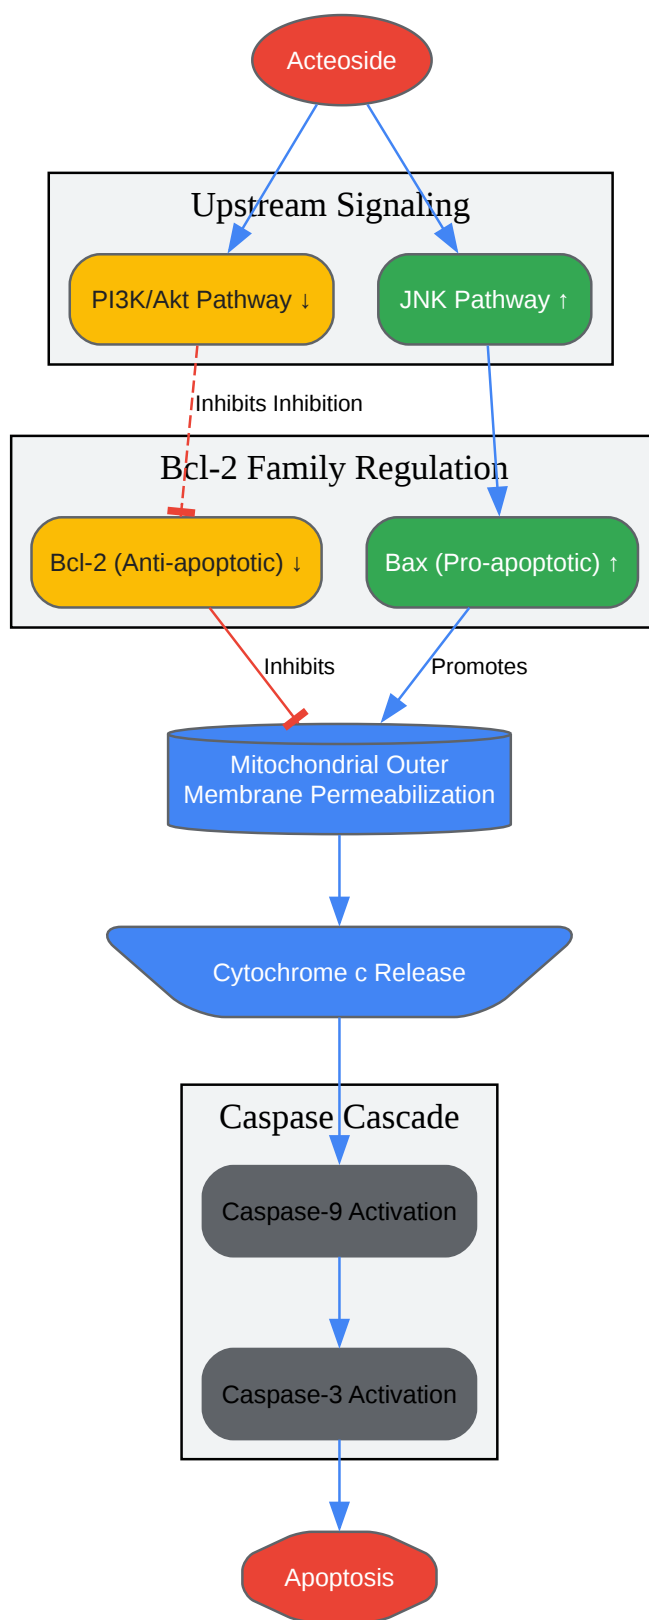 Acteoside
Upstream Signaling
PI3K/Akt Pathway ↓
JNK Pathway ↑
Inhibits Inhibition
Bcl-2 Family Regulation
Bcl-2 (Anti-apoptotic) ↓
Bax (Pro-apoptotic) ↑
Inhibits
Promotes
Mitochondrial Outer
Membrane Permeabilization
Cytochrome c Release
Caspase Cascade
Caspase-9 Activation
Caspase-3 Activation
Apoptosis